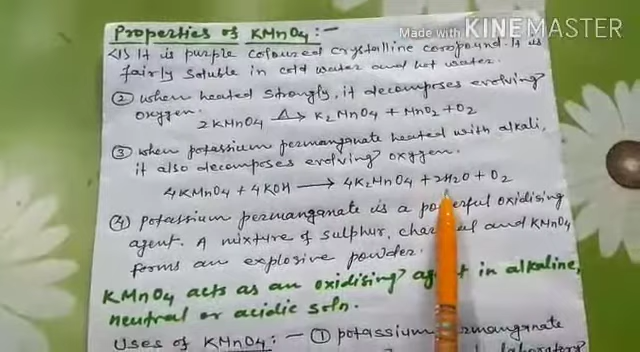 Made with KINEMASTER
Properties of KMnO4 :-
(1) It is purple coloured crystalline compound. It is
fairly soluble in cold water and hot water.
(2) when heated strongly, it decomposes evolving
oxygen.
2KMnO4 —Δ→ K2MnO4 + MnO2 + O2
(3) when potassium permanganate heated with alkali,
it also decomposes evolving oxygen.
4KMnO4 + 4KOH → 4K2MnO4 + 2H2O + O2
(4) Potassium permanganate is a powerful oxidising
agent. A mixture of sulphur, and KMnO4
forms an explosive powder.
KMnO4 acts as an oxidising agent in alkaline,
neutral or acidic soln.
Uses of KMnO4 :- (1) potassium